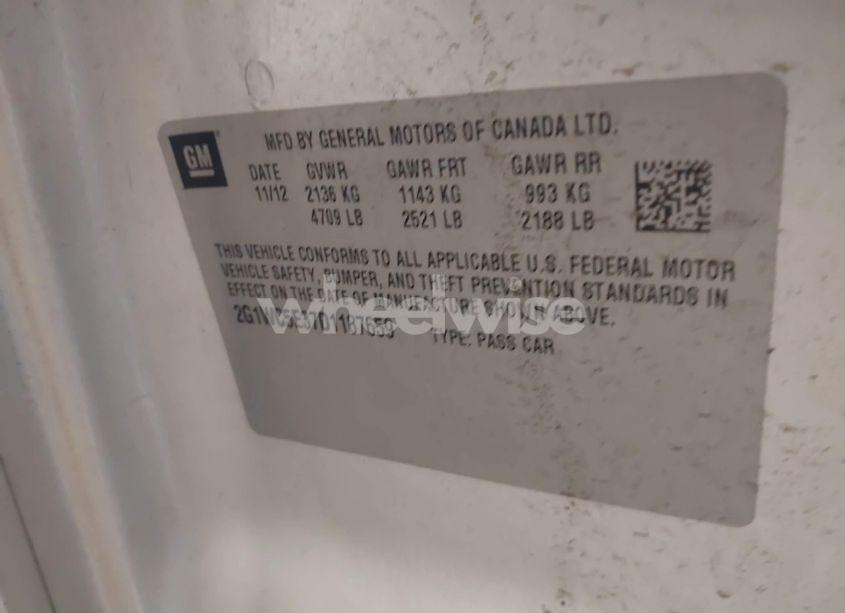 GM
MFD BY GENERAL MOTORS OF CANADA LTD.
DATE GVWR GAWR FRT GAWR RR
11/12 2136 KG 1143 KG 993 KG
4709 LB 2521 LB 2188 LB
THIS VEHICLE CONFORMS TO ALL APPLICABLE U.S. FEDERAL MOTOR
VEHICLE SAFETY, BUMPER, AND THEFT PREVENTION STANDARDS IN
EFFECT ON THE DATE OF MANUFACTURE SHOWN ABOVE.
TYPE: PASS CAR
wheelwise